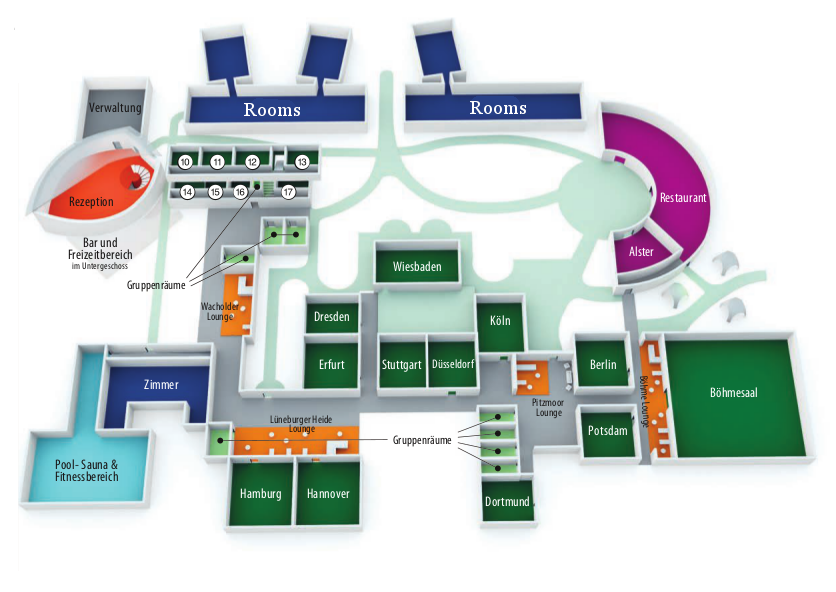 Rooms
Rooms
Verwaltung
10
11
12
13
14
15
16
17
Rezeption
Restaurant
Bar und
Freizeitbereich
im Untergeschoss
Alster
Gruppenräume
Wiesbaden
Wacholder
Lounge
Dresden
Köln
Erfurt
Stuttgart
Düsseldorf
Berlin
Böhme Lounge
Böhmesaal
Zimmer
Pitzmoor
Lounge
Lüneburger Heide
Lounge
Gruppenräume
Potsdam
Pool- Sauna &
Fitnessbereich
Hamburg
Hannover
Dortmund